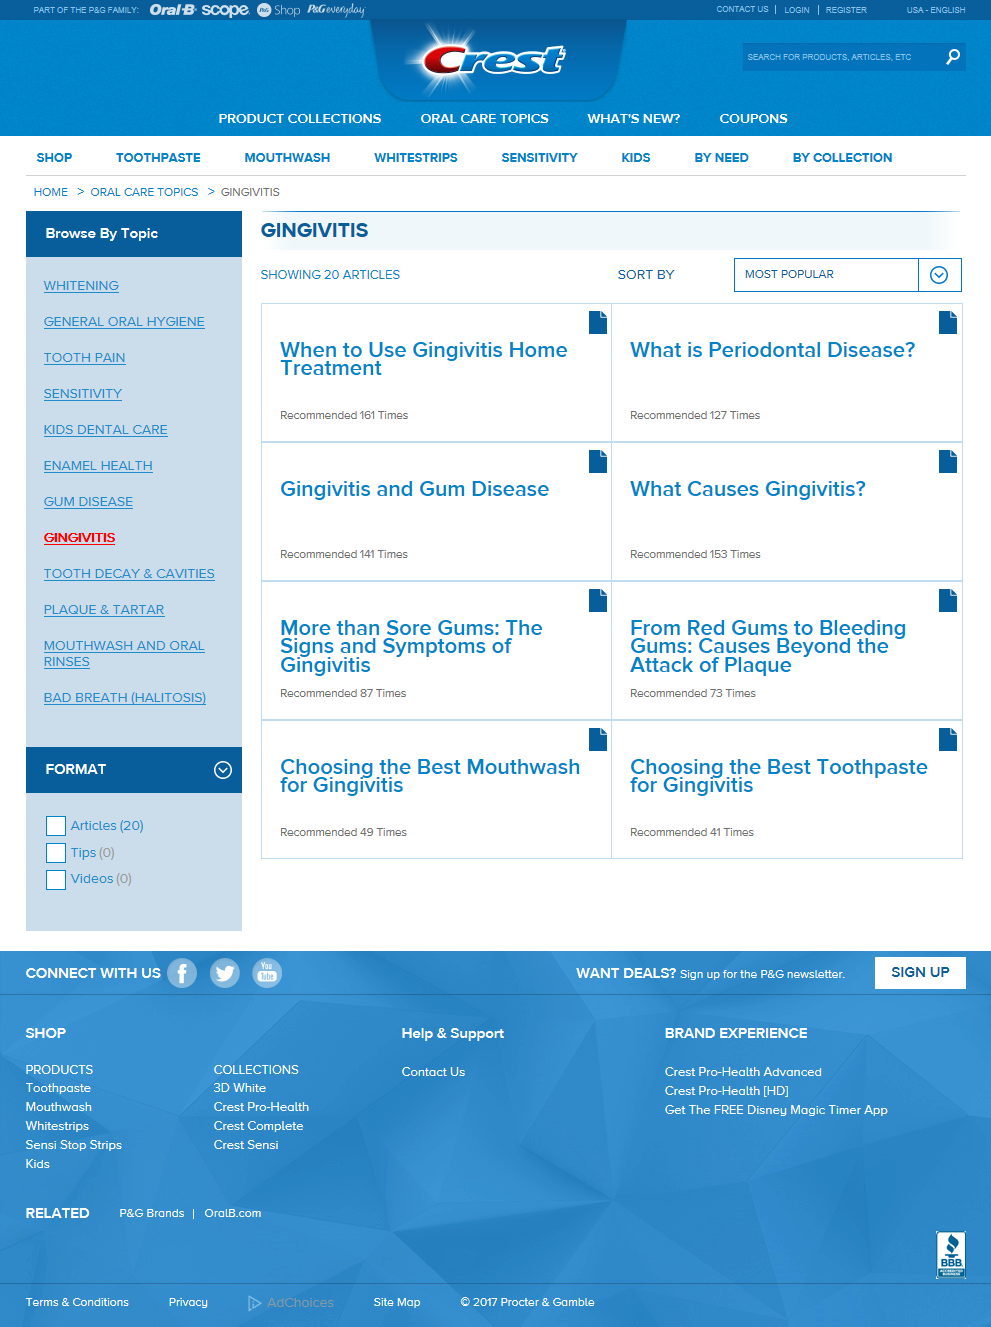 PART OF THE P&G FAMILY: Oral-B scope. P&G Shop P&G everyday
CONTACT US | LOGIN | REGISTER USA - ENGLISH
Crest
SEARCH FOR PRODUCTS, ARTICLES, ETC
PRODUCT COLLECTIONS ORAL CARE TOPICS WHAT'S NEW? COUPONS
SHOP TOOTHPASTE MOUTHWASH WHITESTRIPS SENSITIVITY KIDS BY NEED BY COLLECTION
HOME > ORAL CARE TOPICS > GINGIVITIS
Browse By Topic
WHITENING
GENERAL ORAL HYGIENE
TOOTH PAIN
SENSITIVITY
KIDS DENTAL CARE
ENAMEL HEALTH
GUM DISEASE
GINGIVITIS
TOOTH DECAY & CAVITIES
PLAQUE & TARTAR
MOUTHWASH AND ORAL
RINSES
BAD BREATH (HALITOSIS)
FORMAT
Articles (20)
Tips (0)
Videos (0)
GINGIVITIS
SHOWING 20 ARTICLES
SORT BY
MOST POPULAR
When to Use Gingivitis Home
Treatment
Recommended 161 Times
What is Periodontal Disease?
Recommended 127 Times
Gingivitis and Gum Disease
Recommended 141 Times
What Causes Gingivitis?
Recommended 153 Times
More than Sore Gums: The
Signs and Symptoms of
Gingivitis
Recommended 87 Times
From Red Gums to Bleeding
Gums: Causes Beyond the
Attack of Plaque
Recommended 73 Times
Choosing the Best Mouthwash
for Gingivitis
Recommended 49 Times
Choosing the Best Toothpaste
for Gingivitis
Recommended 41 Times
CONNECT WITH US
You
Tube
WANT DEALS? Sign up for the P&G newsletter.
SIGN UP
SHOP
PRODUCTS
Toothpaste
Mouthwash
Whitestrips
Sensi Stop Strips
Kids
COLLECTIONS
3D White
Crest Pro-Health
Crest Complete
Crest Sensi
Help & Support
Contact Us
BRAND EXPERIENCE
Crest Pro-Health Advanced
Crest Pro-Health [HD]
Get The FREE Disney Magic Timer App
RELATED P&G Brands | OralB.com
BBB.
ACCREDITED
BUSINESS
Terms & Conditions Privacy AdChoices Site Map © 2017 Procter & Gamble